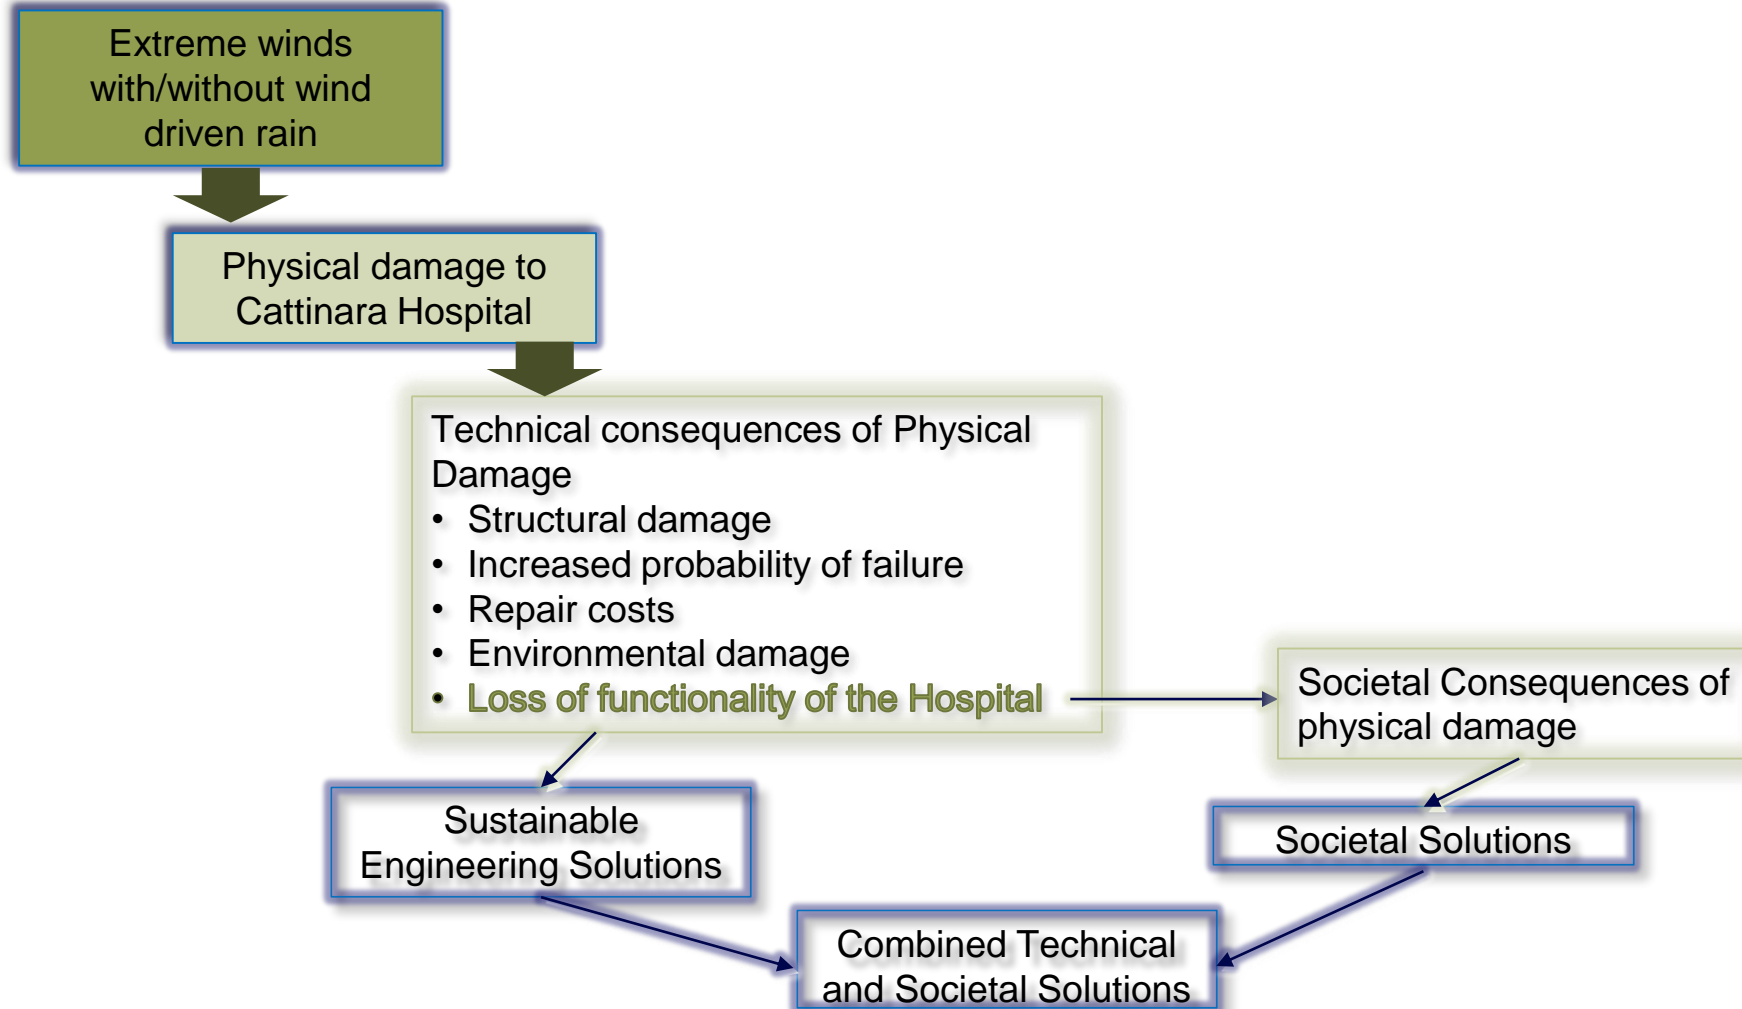 Extreme winds
with/without wind
driven rain
Physical damage to
Cattinara Hospital
Technical consequences of Physical
Damage
• Structural damage
• Increased probability of failure
• Repair costs
• Environmental damage
• Loss of functionality of the Hospital
Societal Consequences of
physical damage
Sustainable
Engineering Solutions
Societal Solutions
Combined Technical
and Societal Solutions